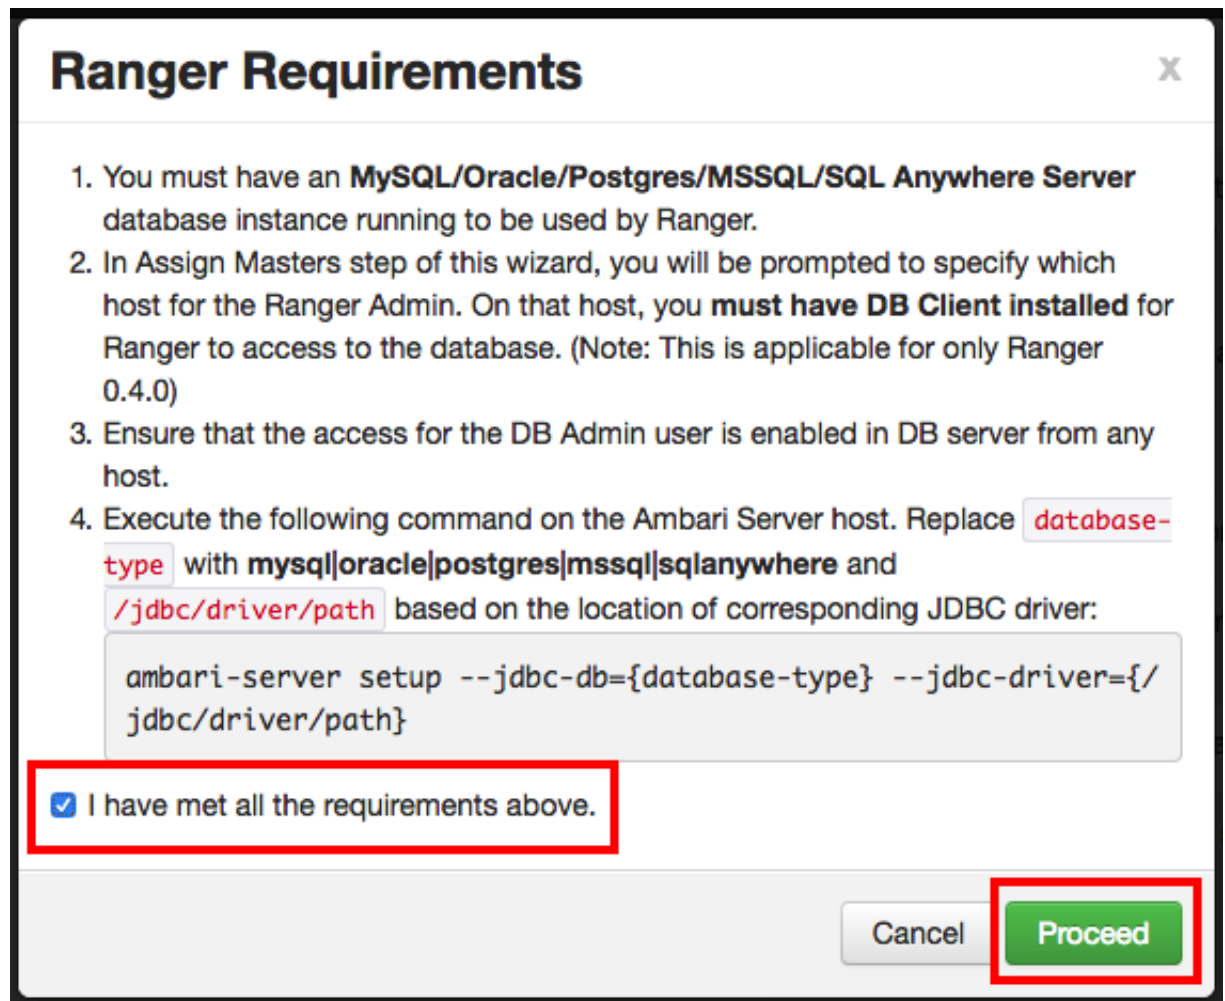 Ranger Requirements
x
1. You must have an MySQL/Oracle/Postgres/MSSQL/SQL Anywhere Server
database instance running to be used by Ranger.
2. In Assign Masters step of this wizard, you will be prompted to specify which
host for the Ranger Admin. On that host, you must have DB Client installed for
Ranger to access to the database. (Note: This is applicable for only Ranger
0.4.0)
3. Ensure that the access for the DB Admin user is enabled in DB server from any
host.
4. Execute the following command on the Ambari Server host. Replace database-
type with mysql|oracle|postgres|mssql|sqlanywhere and
/jdbc/driver/path based on the location of corresponding JDBC driver:
ambari-server setup --jdbc-db={database-type} --jdbc-driver={/
jdbc/driver/path}
I have met all the requirements above.
Cancel
Proceed